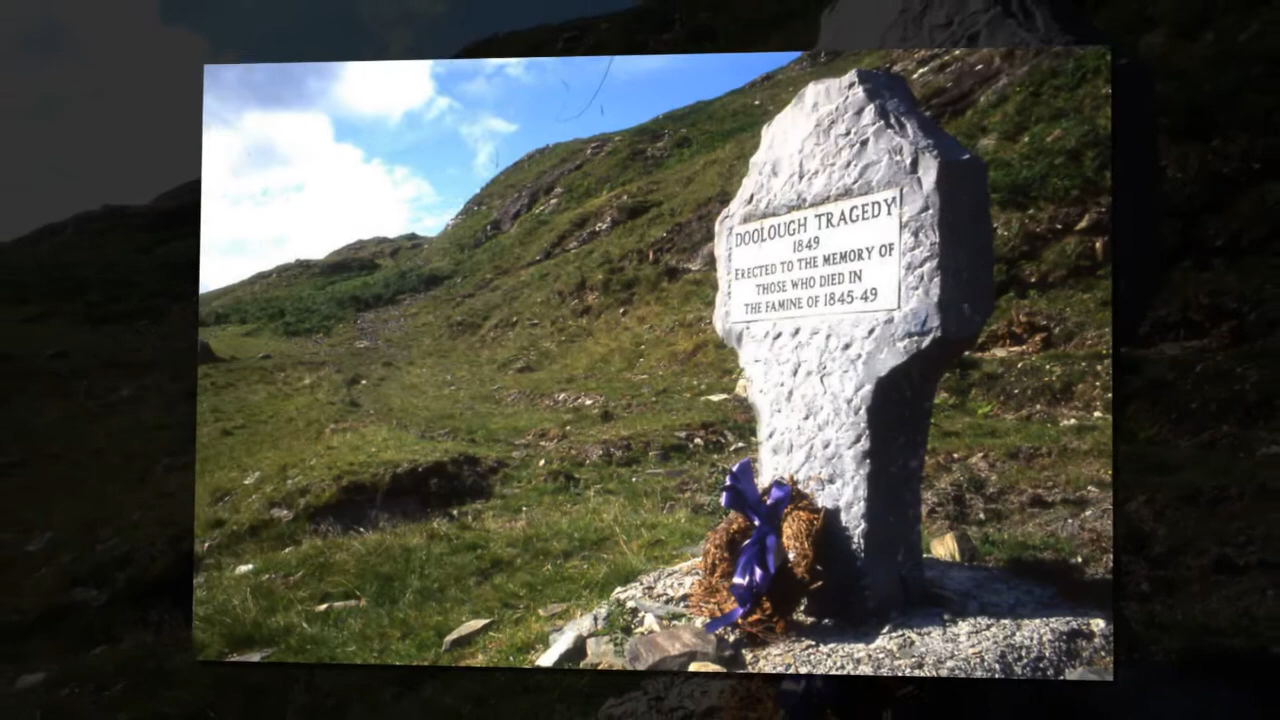 DOOLOUGH TRAGEDY
1849
ERECTED TO THE MEMORY OF
THOSE WHO DIED IN
THE FAMINE OF 1845-49